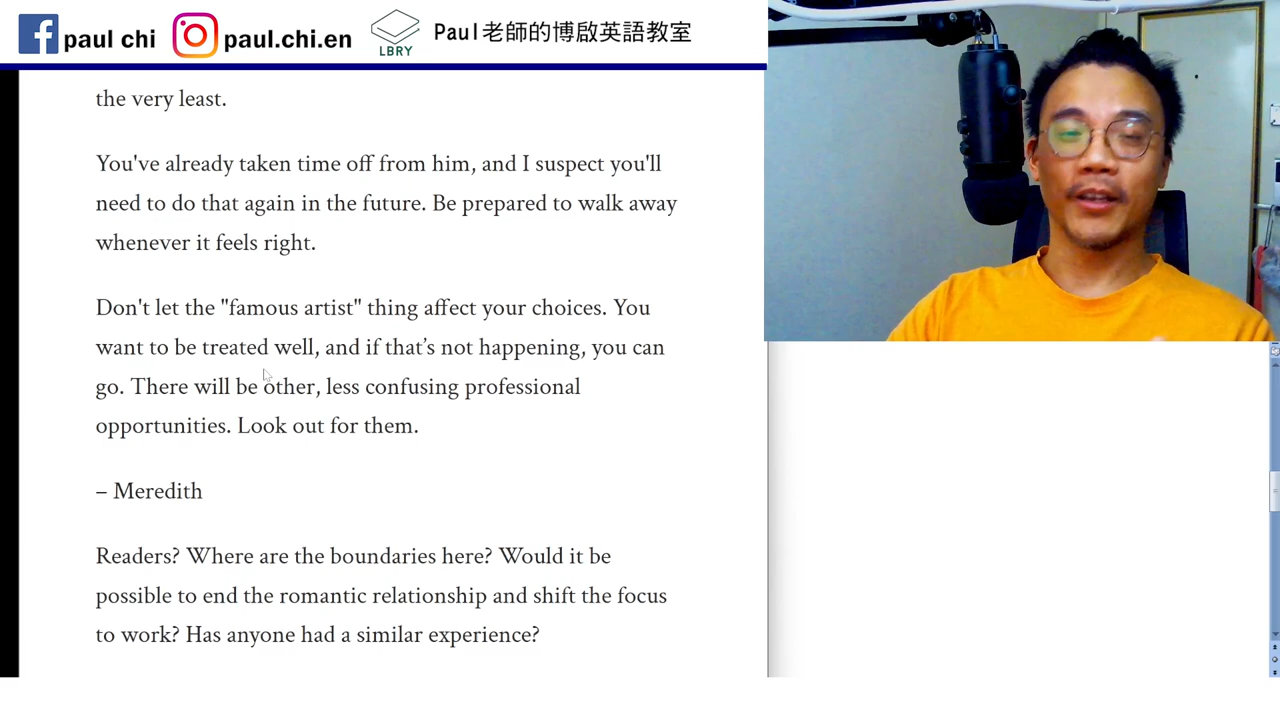 paul chi
paul.chi.en
LBRY
Paul老師的博啟英語教室
the very least.
You've already taken time off from him, and I suspect you'll
need to do that again in the future. Be prepared to walk away
whenever it feels right.
Don't let the "famous artist" thing affect your choices. You
want to be treated well, and if that’s not happening, you can
go. There will be other, less confusing professional
opportunities. Look out for them.
– Meredith
Readers? Where are the boundaries here? Would it be
possible to end the romantic relationship and shift the focus
to work? Has anyone had a similar experience?